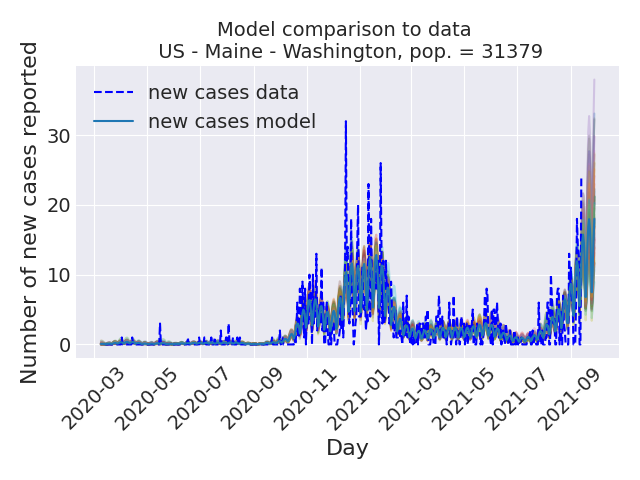 Model comparison to data
US - Maine - Washington, pop. = 31379
new cases data
new cases model
Number of new cases reported
30
20
10
0
2020-03
2020-05
2020-07
2020-09
2020-11
2021-01
2021-03
2021-05
2021-07
2021-09
Day